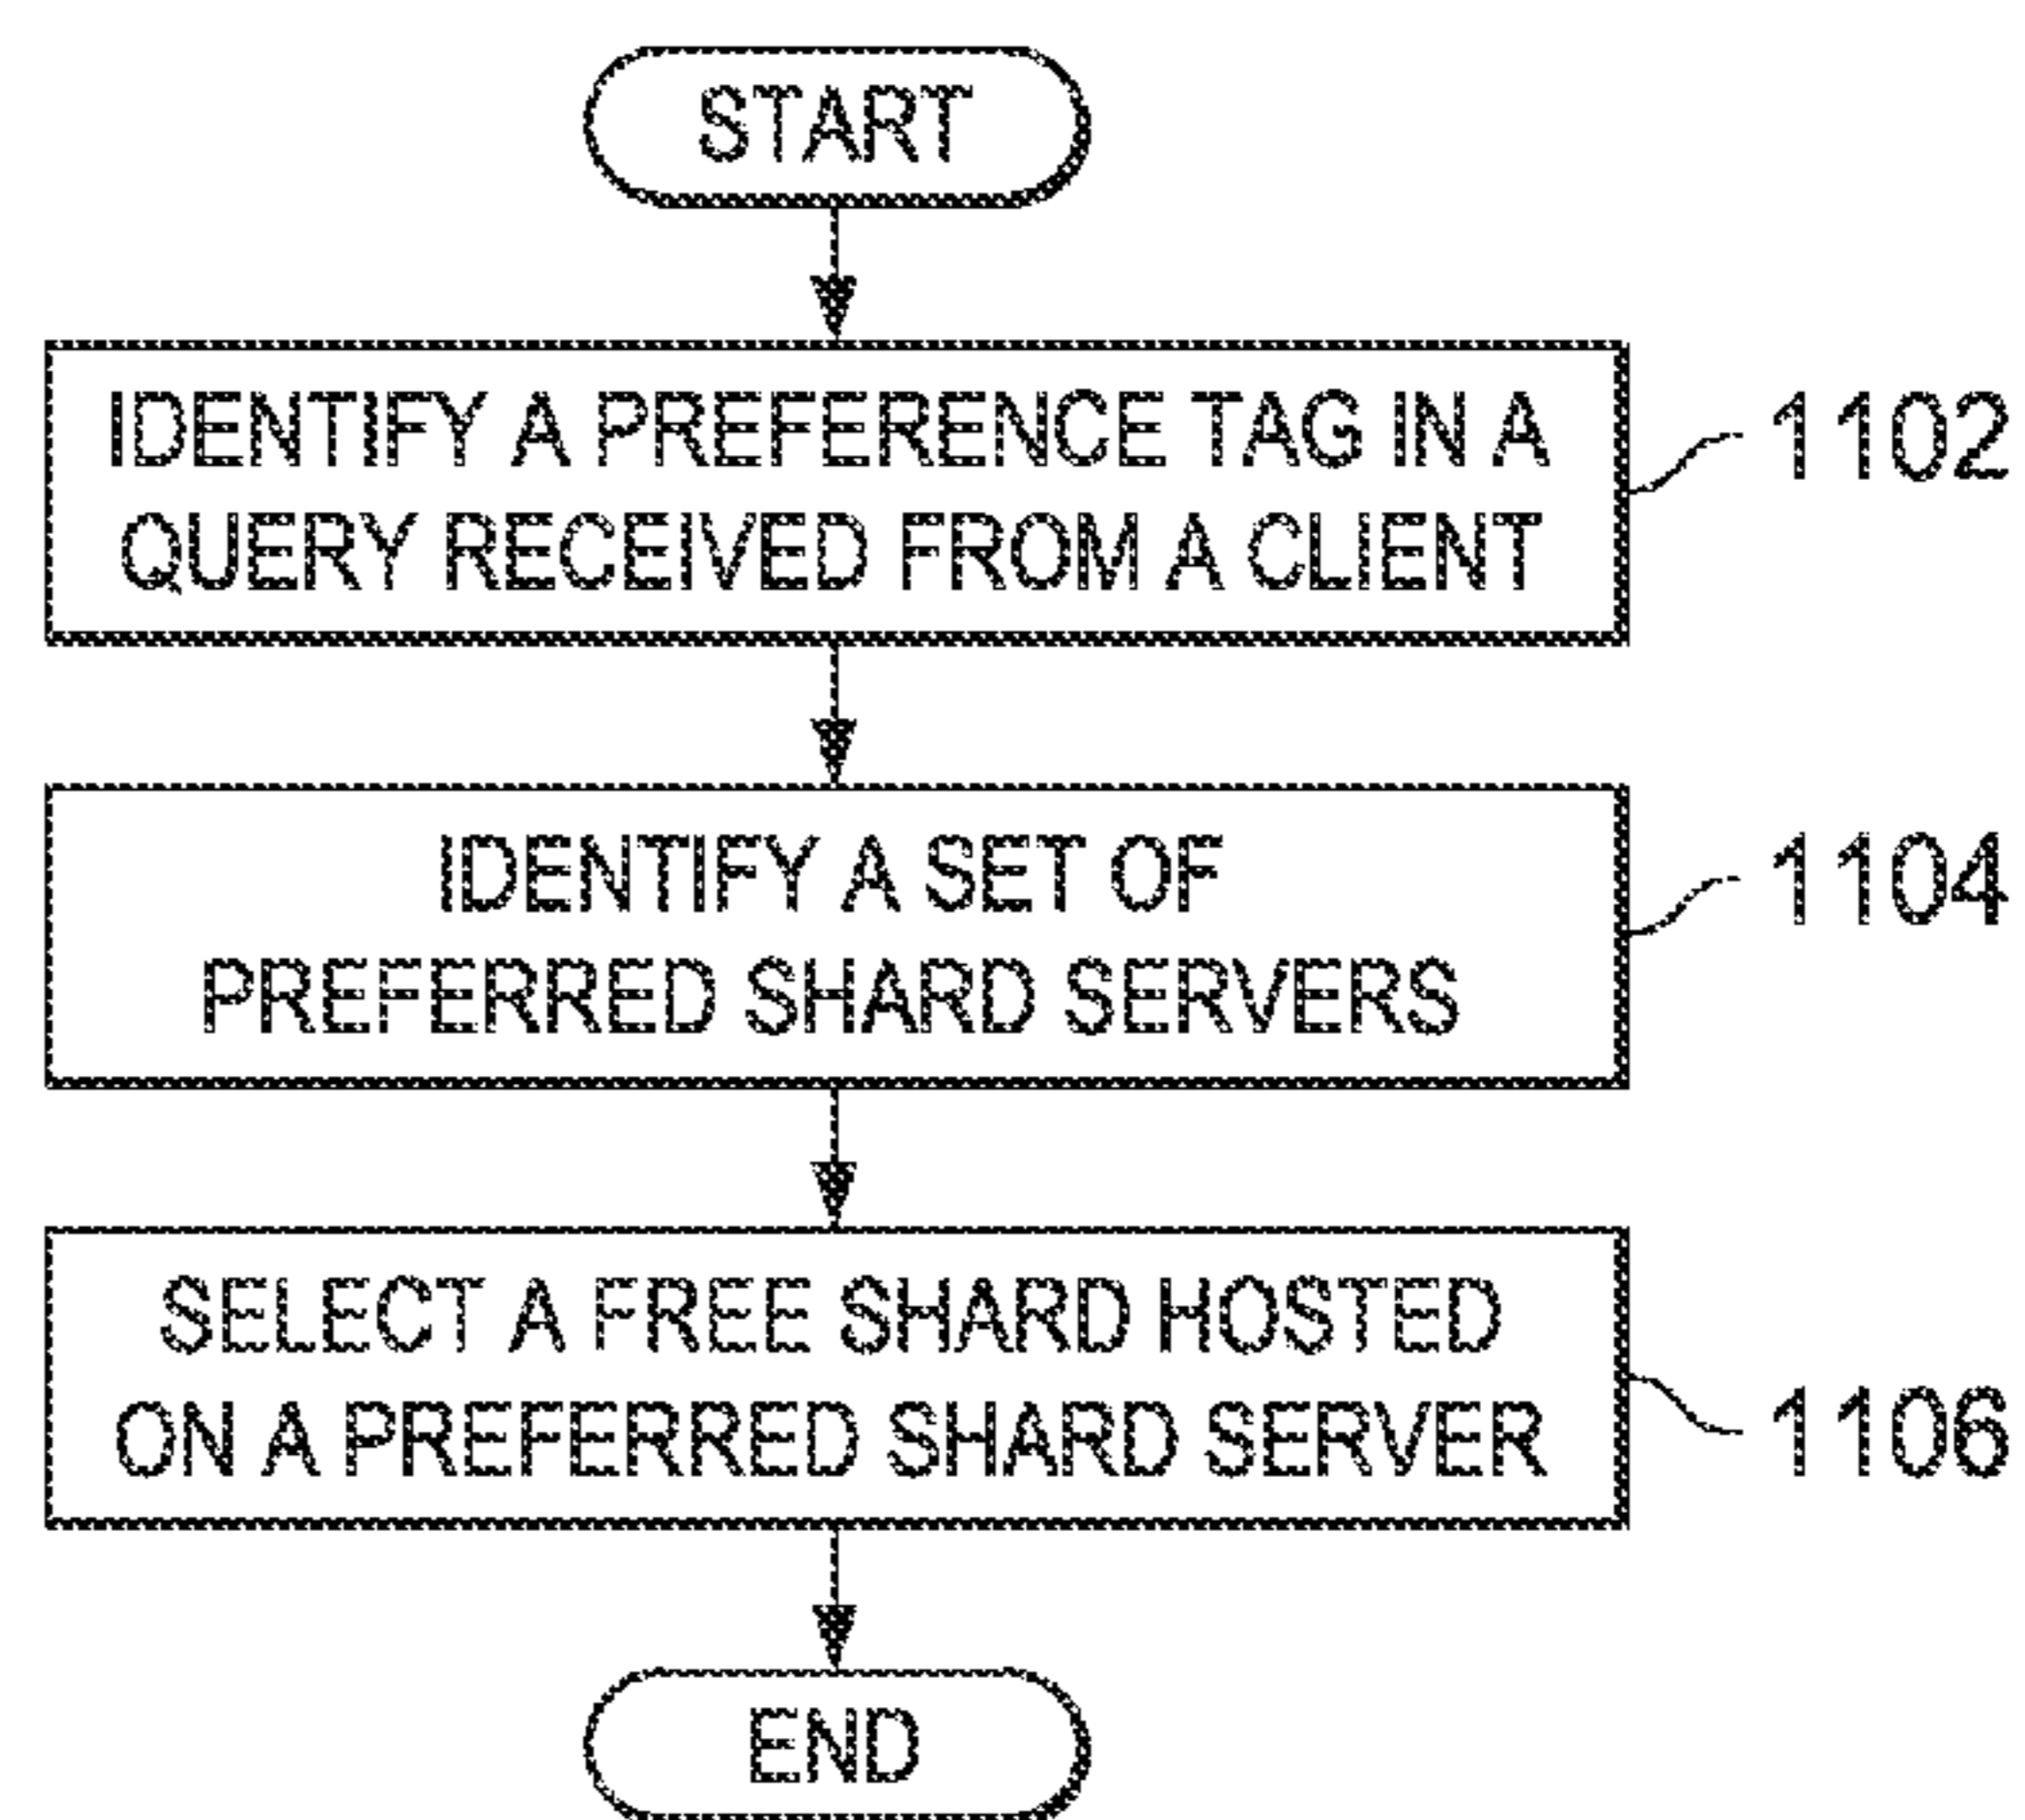 START
IDENTIFY A PREFERENCE TAG IN A
QUERY RECEIVED FROM A CLIENT
1102
IDENTIFY A SET OF
PREFERRED SHARD SERVERS
1104
SELECT A FREE SHARD HOSTED
ON A PREFERRED SHARD SERVER
1106
END